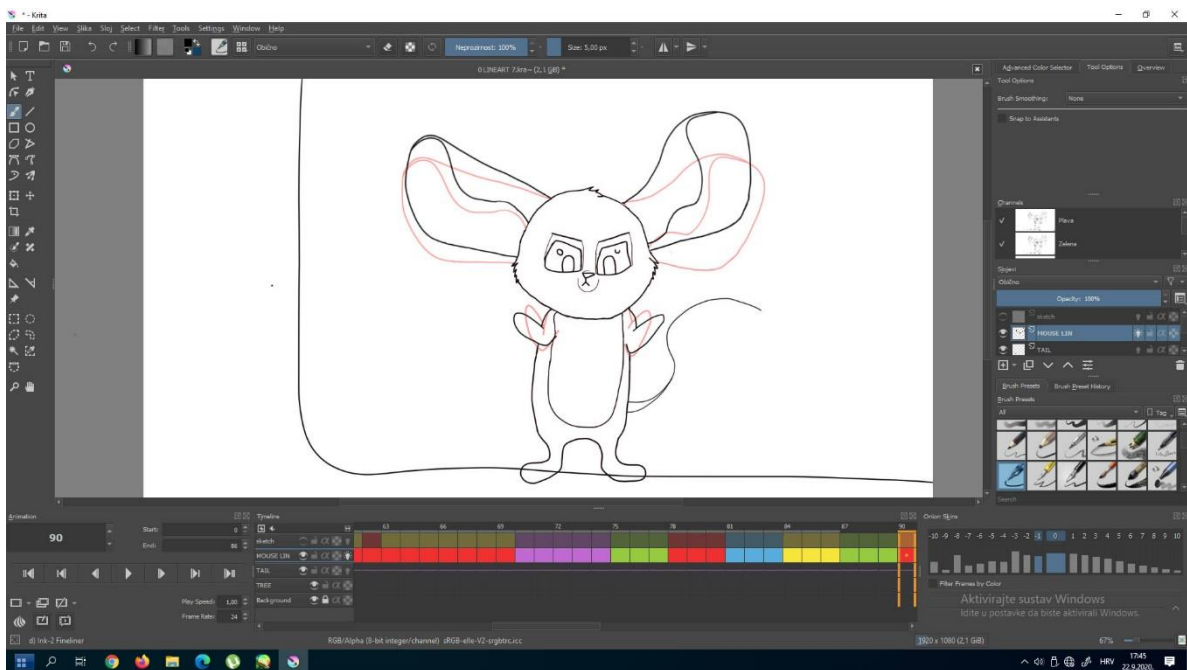 * - Krita
File Edit View Slika Sloj Select Filter Tools Settings Window Help
Obično
Neprozirnost: 100%
Size: 5,00 px
0 LINEART 7.kra~ (2,1 GiB) *
Advanced Color Selector Tool Options Overview
Tool Options
Brush Smoothing: None
Snap to Assistants
Channels
Plava
Zelena
Slojevi
Obično
Opacity: 100%
sketch
MOUSE LIN
TAIL
Brush Presets Brush Preset History
Brush Presets
All Tag
Search
Animation
90
Start: 0
End: 86
Play Speed: 1,00
Frame Rate: 24
Timeline
63 66 69 72 75 78 81 84 87 90
sketch
MOUSE LIN
TAIL
TREE
Background
Onion Skins
-10 -9 -8 -7 -6 -5 -4 -3 -2 -1 0 1 2 3 4 5 6 7 8 9 10
Filter Frames by Color
Aktivirajte sustav Windows
Idite u postavke da biste aktivirali Windows.
d) Ink-2 Fineliner
RGB/Alpha (8-bit integer/channel) sRGB-elle-V2-srgbtrc.icc
1920 x 1080 (2,1 GiB)
67%
HRV
17:45
22.9.2020.